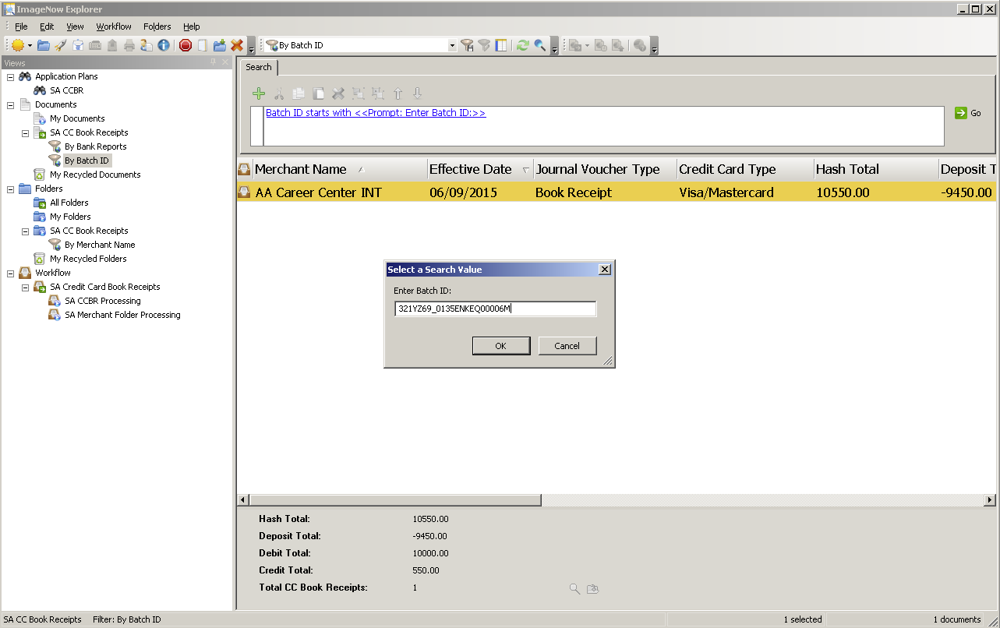 ImageNow Explorer
File Edit View Workflow Folders Help
By Batch ID
Views
Application Plans
SA CCBR
Documents
My Documents
SA CC Book Receipts
By Bank Reports
By Batch ID
My Recycled Documents
Folders
All Folders
My Folders
SA CC Book Receipts
By Merchant Name
My Recycled Folders
Workflow
SA Credit Card Book Receipts
SA CCBR Processing
SA Merchant Folder Processing
Search
Batch ID starts with <<Prompt: Enter Batch ID:>>
Go
Merchant Name Effective Date Journal Voucher Type Credit Card Type Hash Total Deposit T
AA Career Center INT 06/09/2015 Book Receipt Visa/Mastercard 10550.00 -9450.00
Select a Search Value
Enter Batch ID:
321YZ69_0135ENKEQ00006M
OK Cancel
Hash Total: 10550.00
Deposit Total: -9450.00
Debit Total: 10000.00
Credit Total: 550.00
Total CC Book Receipts: 1
SA CC Book Receipts Filter: By Batch ID 1 selected 1 documents